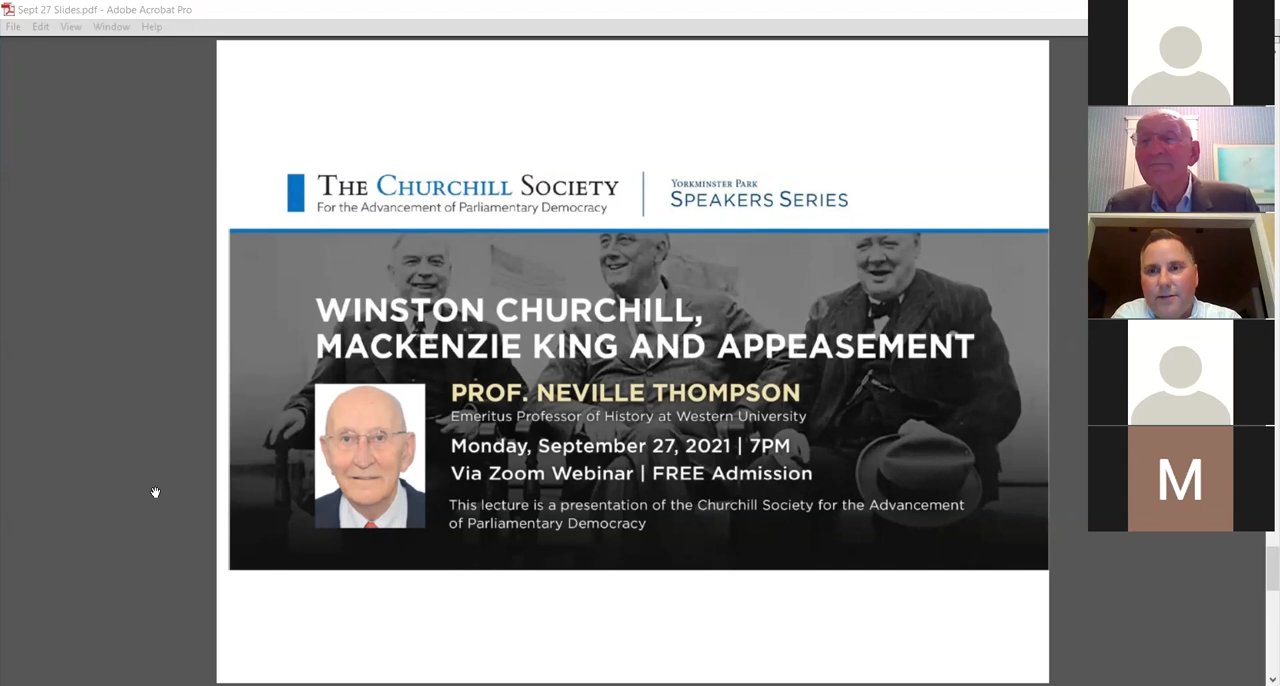 Sept 27 Slides.pdf - Adobe Acrobat Pro
File Edit View Window Help
THE CHURCHILL SOCIETY
For the Advancement of Parliamentary Democracy
YORKMINSTER PARK
SPEAKERS SERIES
WINSTON CHURCHILL,
MACKENZIE KING AND APPEASEMENT
PROF. NEVILLE THOMPSON
Emeritus Professor of History at Western University
Monday, September 27, 2021 | 7PM
Via Zoom Webinar | FREE Admission
This lecture is a presentation of the Churchill Society for the Advancement
of Parliamentary Democracy
M